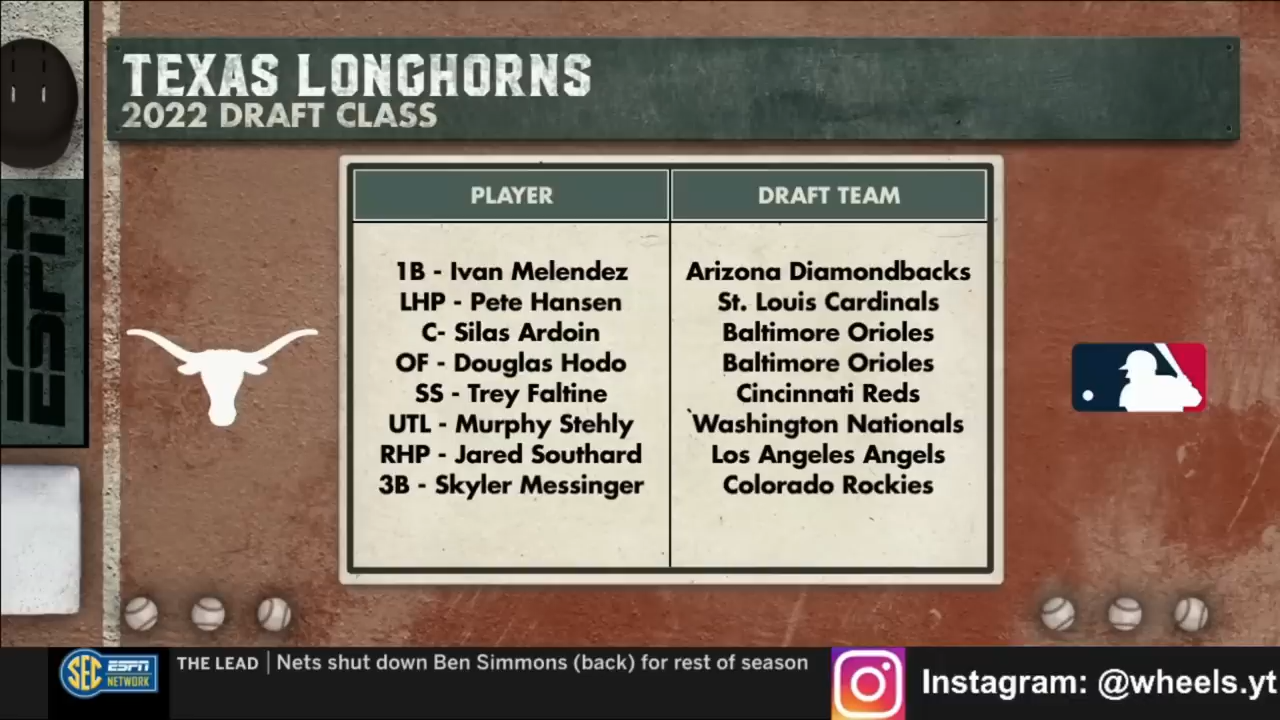 TEXAS LONGHORNS
2022 DRAFT CLASS
ESPN
PLAYER DRAFT TEAM
1B - Ivan Melendez Arizona Diamondbacks
LHP - Pete Hansen St. Louis Cardinals
C- Silas Ardoin Baltimore Orioles
OF - Douglas Hodo Baltimore Orioles
SS - Trey Faltine Cincinnati Reds
UTL - Murphy Stehly Washington Nationals
RHP - Jared Southard Los Angeles Angels
3B - Skyler Messinger Colorado Rockies
SEC ESPN NETWORK
THE LEAD | Nets shut down Ben Simmons (back) for rest of season
Instagram: @wheels.yt